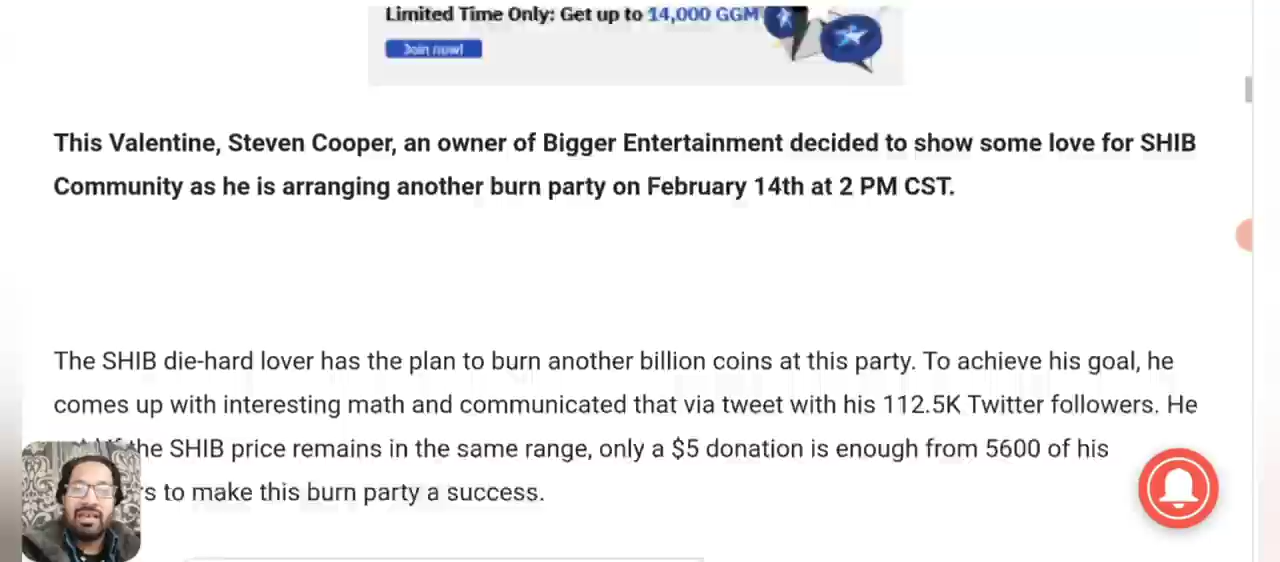 Limited Time Only: Get up to 14,000 GGM
Join now!
This Valentine, Steven Cooper, an owner of Bigger Entertainment decided to show some love for SHIB
Community as he is arranging another burn party on February 14th at 2 PM CST.
The SHIB die-hard lover has the plan to burn another billion coins at this party. To achieve his goal, he
comes up with interesting math and communicated that via tweet with his 112.5K Twitter followers. He
the SHIB price remains in the same range, only a $5 donation is enough from 5600 of his
to make this burn party a success.